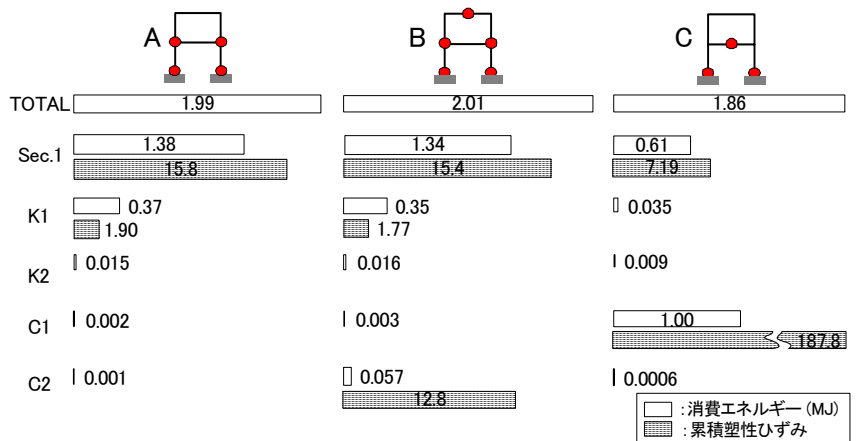 A B C
TOTAL 1.99 2.01 1.86
Sec.1 1.38 1.34 0.61
15.8 15.4 7.19
K1 0.37 0.35 0.035
1.90 1.77
K2 0.015 0.016 0.009
C1 0.002 0.003 1.00
187.8
C2 0.001 0.057 0.0006
12.8
:消費エネルギー(MJ)
:累積塑性ひずみ